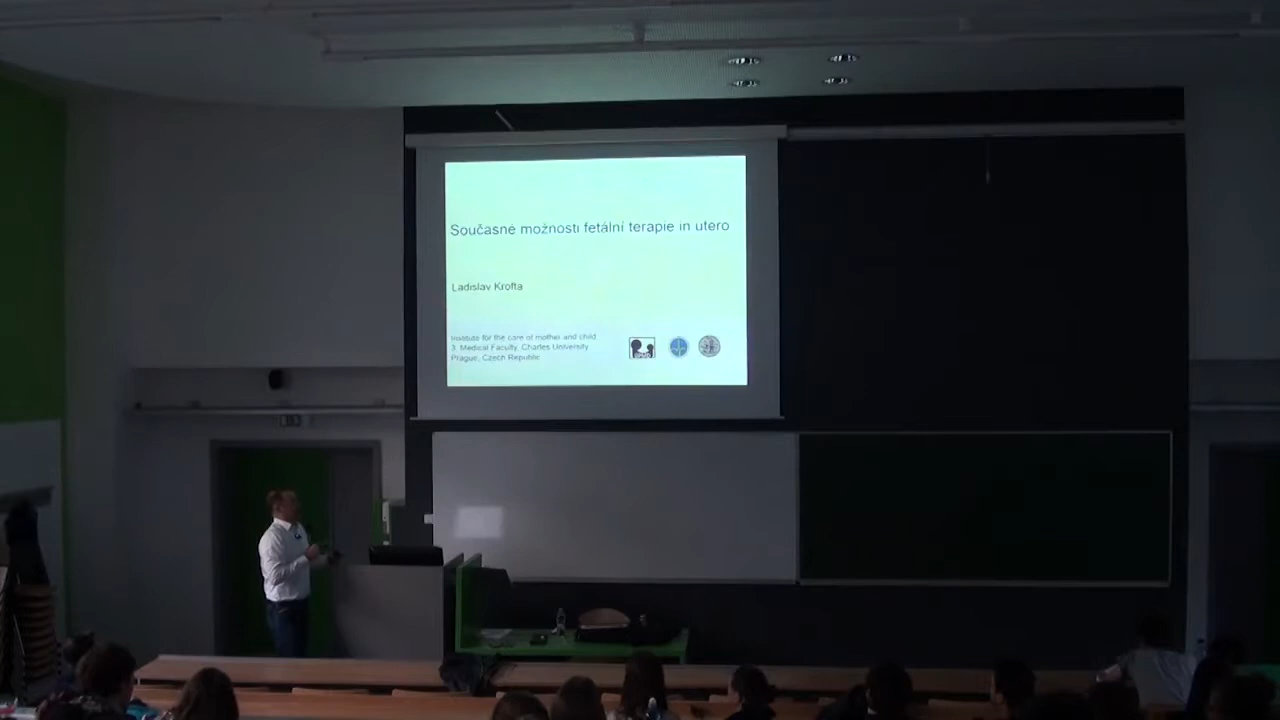 Současné možnosti fetální terapie in utero
Ladislav Krofta
Institute for the care of mother and child
3. Medical Faculty, Charles University
Prague, Czech Republic